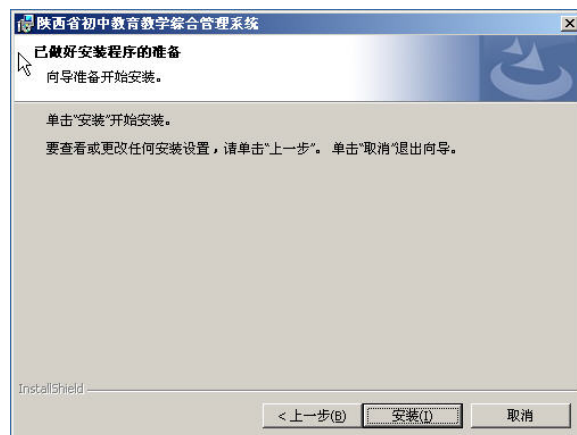 陕西省初中教育教学综合管理系统
已做好安装程序的准备
向导准备开始安装。
单击“安装”开始安装。
要查看或更改任何安装设置，请单击“上一步”。 单击“取消”退出向导。
InstallShield
< 上一步(B)
安装(I)
取消